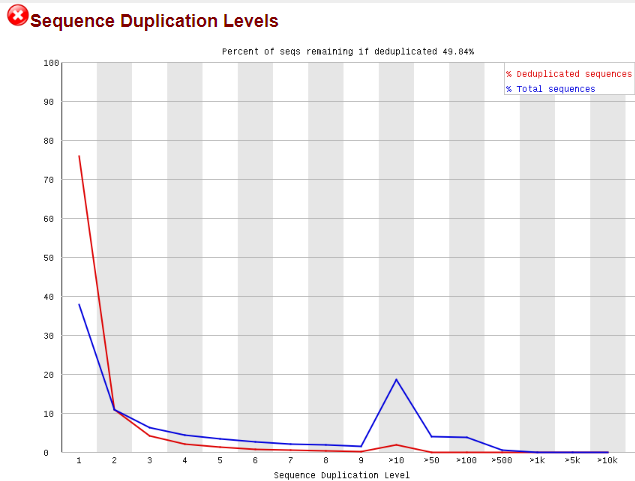 Sequence Duplication Levels
Percent of seqs remaining if deduplicated 49.84%
% Deduplicated sequences
% Total sequences
100
90
80
70
60
50
40
30
20
10
0
1 2 3 4 5 6 7 8 9 >10 >50 >100 >500 >1k >5k >10k
Sequence Duplication Level